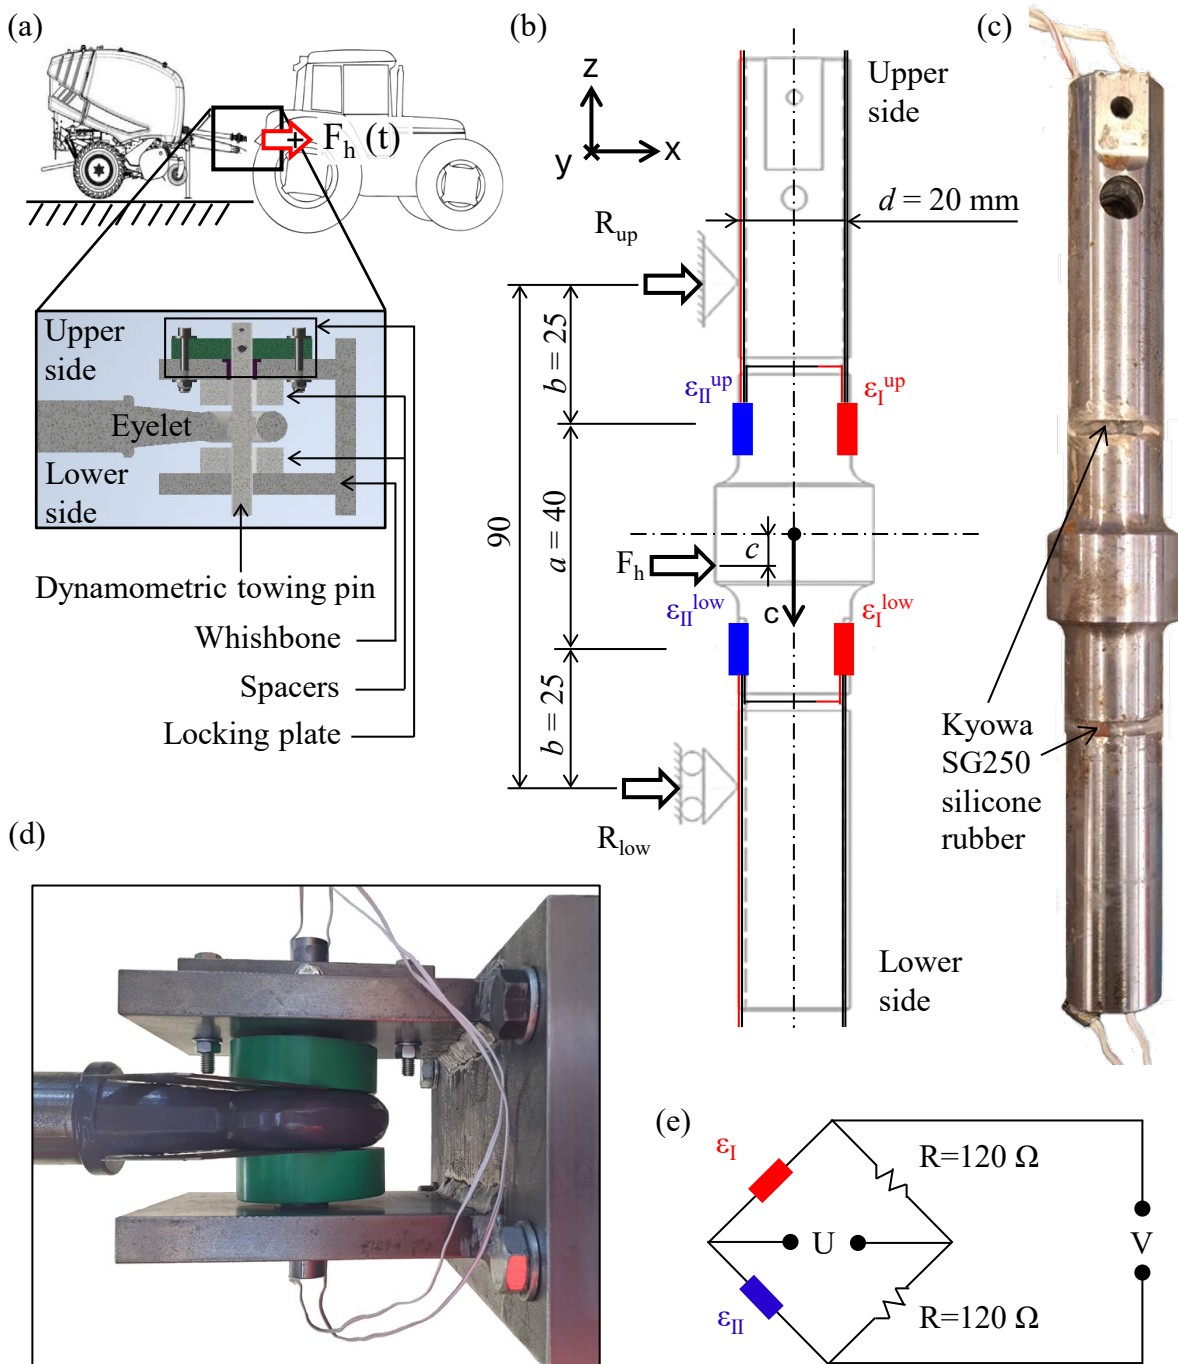 (a)
F_h (t)
Upper
side
Eyelet
Lower
side
Dynamometric towing pin
Whishbone
Spacers
Locking plate
(b)
z
y
x
Upper
side
d = 20 mm
R_up
b = 25
ε_II^up
ε_I^up
90
a = 40
c
F_h
c
ε_II^low
ε_I^low
b = 25
R_low
Lower
side
(c)
Kyowa
SG250
silicone
rubber
(d)
(e)
ε_I
R=120 Ω
U
V
ε_II
R=120 Ω